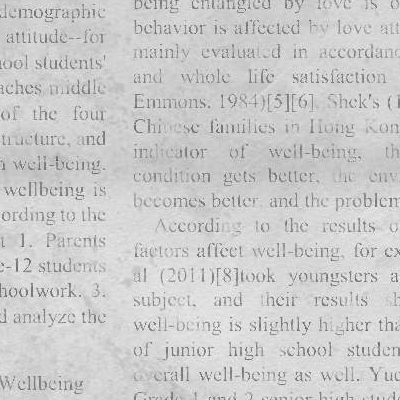 demographic
attitude--for
ool students'
aches middle
of the four
tructure, and
well-being.
wellbeing is
ording to the
t 1. Parents
e-12 students
hoolwork. 3.
d analyze the
Wellbeing
being entangled by love is
behavior is affected by love att
mainly evaluated in accordanc
and whole life satisfaction
Emmons, 1984)[5][6]. Shek's (1
Chinese families in Hong Kon
indicator of well-being, th
condition gets better, the env
becomes better, and the problem
According to the results o
factors affect well-being, for ex
al (2011)[8]took youngsters a
subject, and their results sh
well-being is slightly higher tha
of junior high school studen
overall well-being as well. Yue
Grade 1 and 2 senior high stude